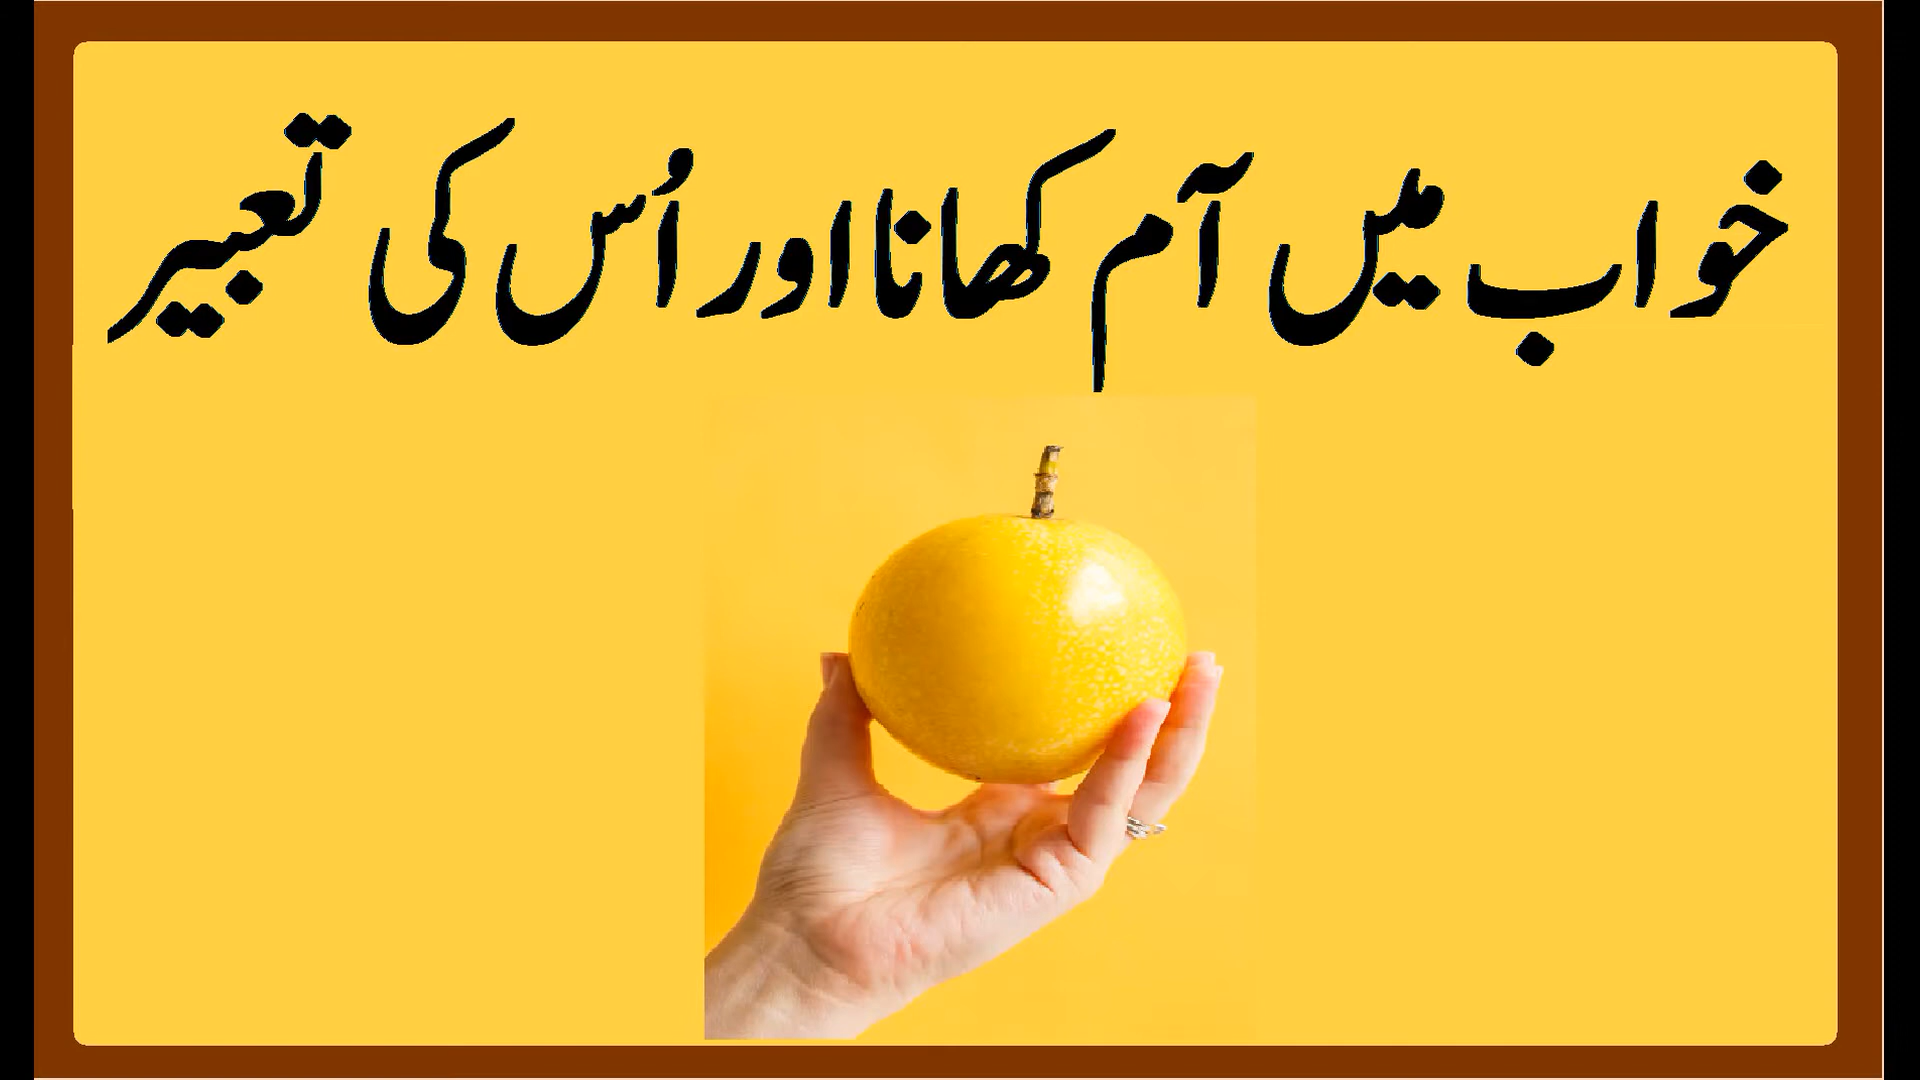 خواب میں آم کھانا اور اُس کی تعبیر